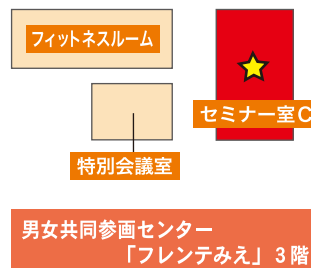 フィットネスルーム
セミナー室C
特別会議室
男女共同参画センター
「フレンテみえ」3階